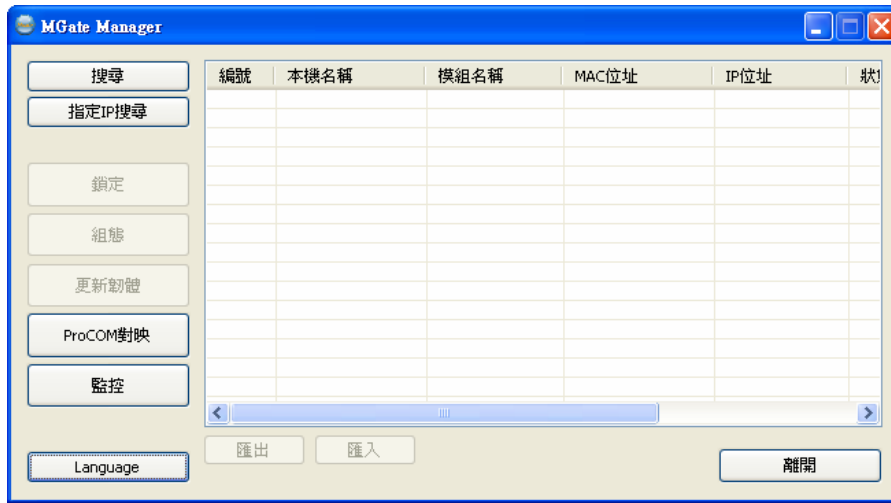 MGate Manager
搜尋
指定IP搜尋
鎖定
組態
更新韌體
ProCOM對映
監控
Language
編號 本機名稱 模組名稱 MAC位址 IP位址
匯出 匯入
離開